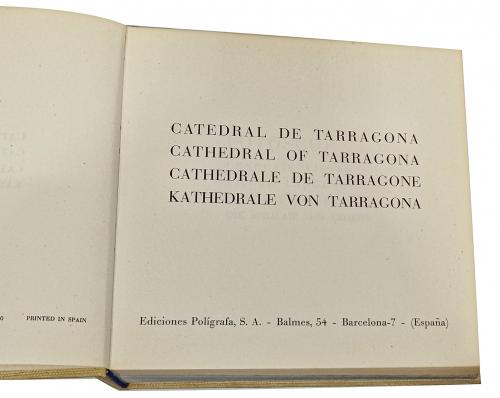 PRINTED IN SPAIN
CATEDRAL DE TARRAGONA
CATHEDRAL OF TARRAGONA
CATHEDRALE DE TARRAGONE
KATHEDRALE VON TARRAGONA
Ediciones Polígrafa, S. A. - Balmes, 54 - Barcelona-7 - (España)